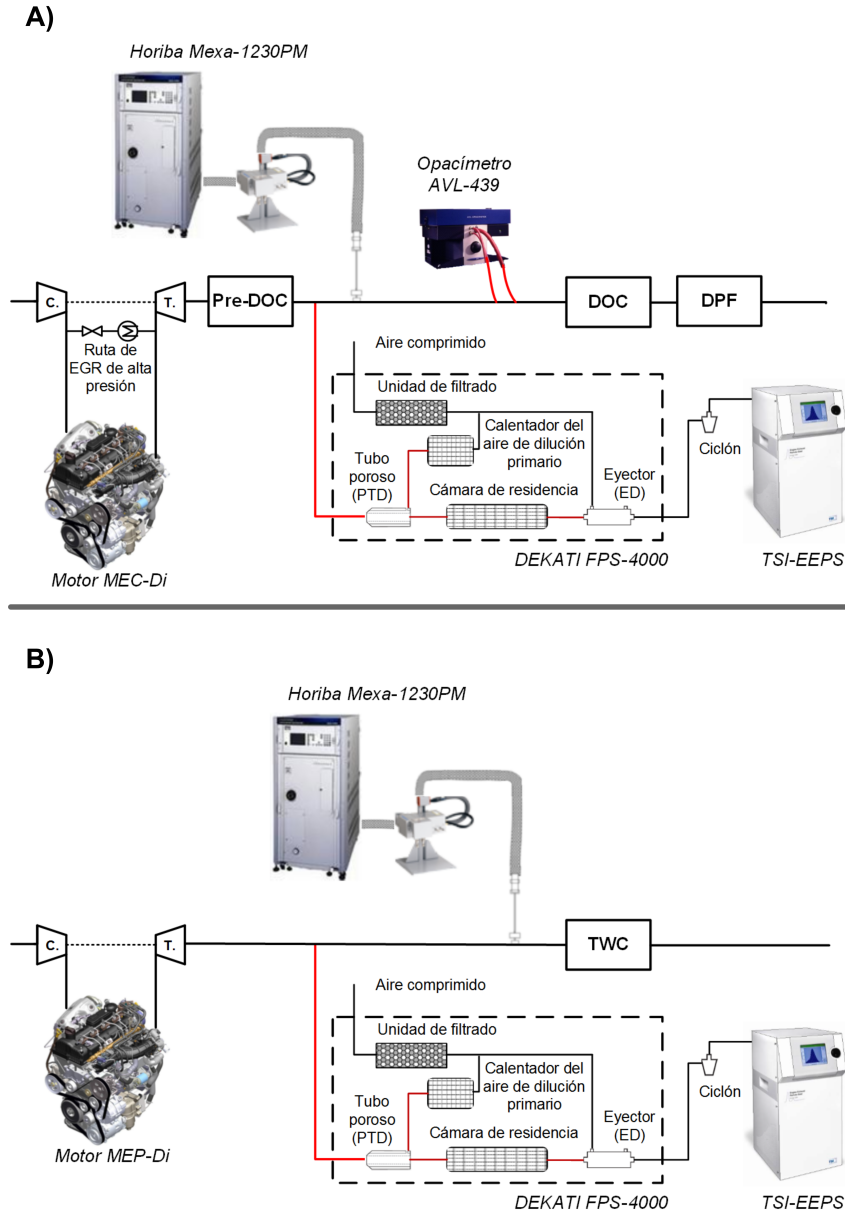 A)
Horiba Mexa-1230PM
Opacímetro
AVL-439
C.
T.
Pre-DOC
DOC
DPF
Ruta de
EGR de alta
presión
Aire comprimido
Unidad de filtrado
Calentador del
aire de dilución
primario
Tubo
poroso
(PTD)
Cámara de residencia
Eyector
(ED)
Ciclón
Motor MEC-Di
DEKATI FPS-4000
TSI-EEPS
B)
Horiba Mexa-1230PM
C.
T.
TWC
Aire comprimido
Unidad de filtrado
Calentador del
aire de dilución
primario
Tubo
poroso
(PTD)
Cámara de residencia
Eyector
(ED)
Ciclón
Motor MEP-Di
DEKATI FPS-4000
TSI-EEPS